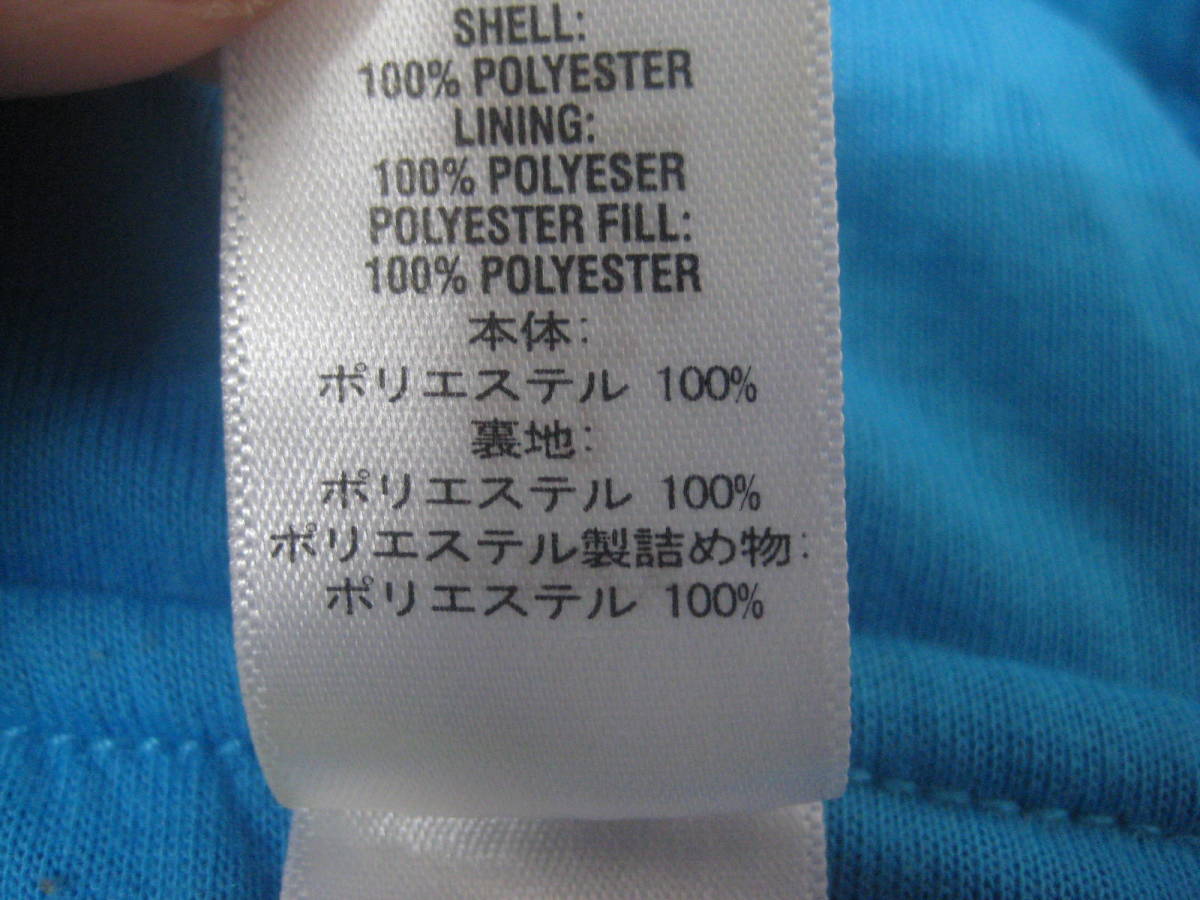 SHELL:
100% POLYESTER
LINING:
100% POLYESER
POLYESTER FILL:
100% POLYESTER
本体:
ポリエステル 100%
裏地:
ポリエステル 100%
ポリエステル製詰め物:
ポリエステル 100%